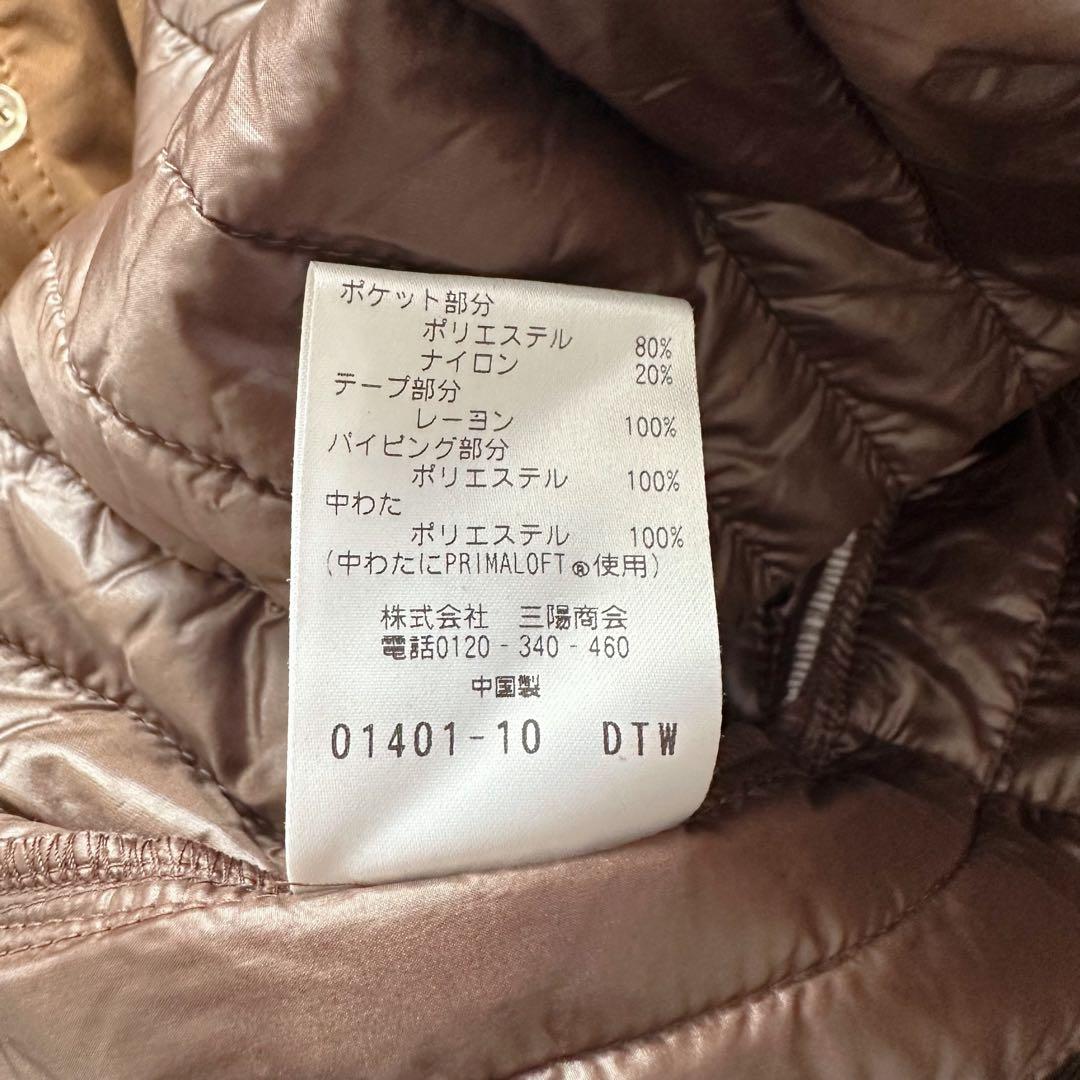 ポケット部分
ポリエステル 80%
ナイロン 20%
テープ部分
レーヨン 100%
パイピング部分
ポリエステル 100%
中わた
ポリエステル 100%
(中わたにPRIMALOFT®使用)
株式会社 三陽商会
電話0120-340-460
中国製
01401-10 DTW